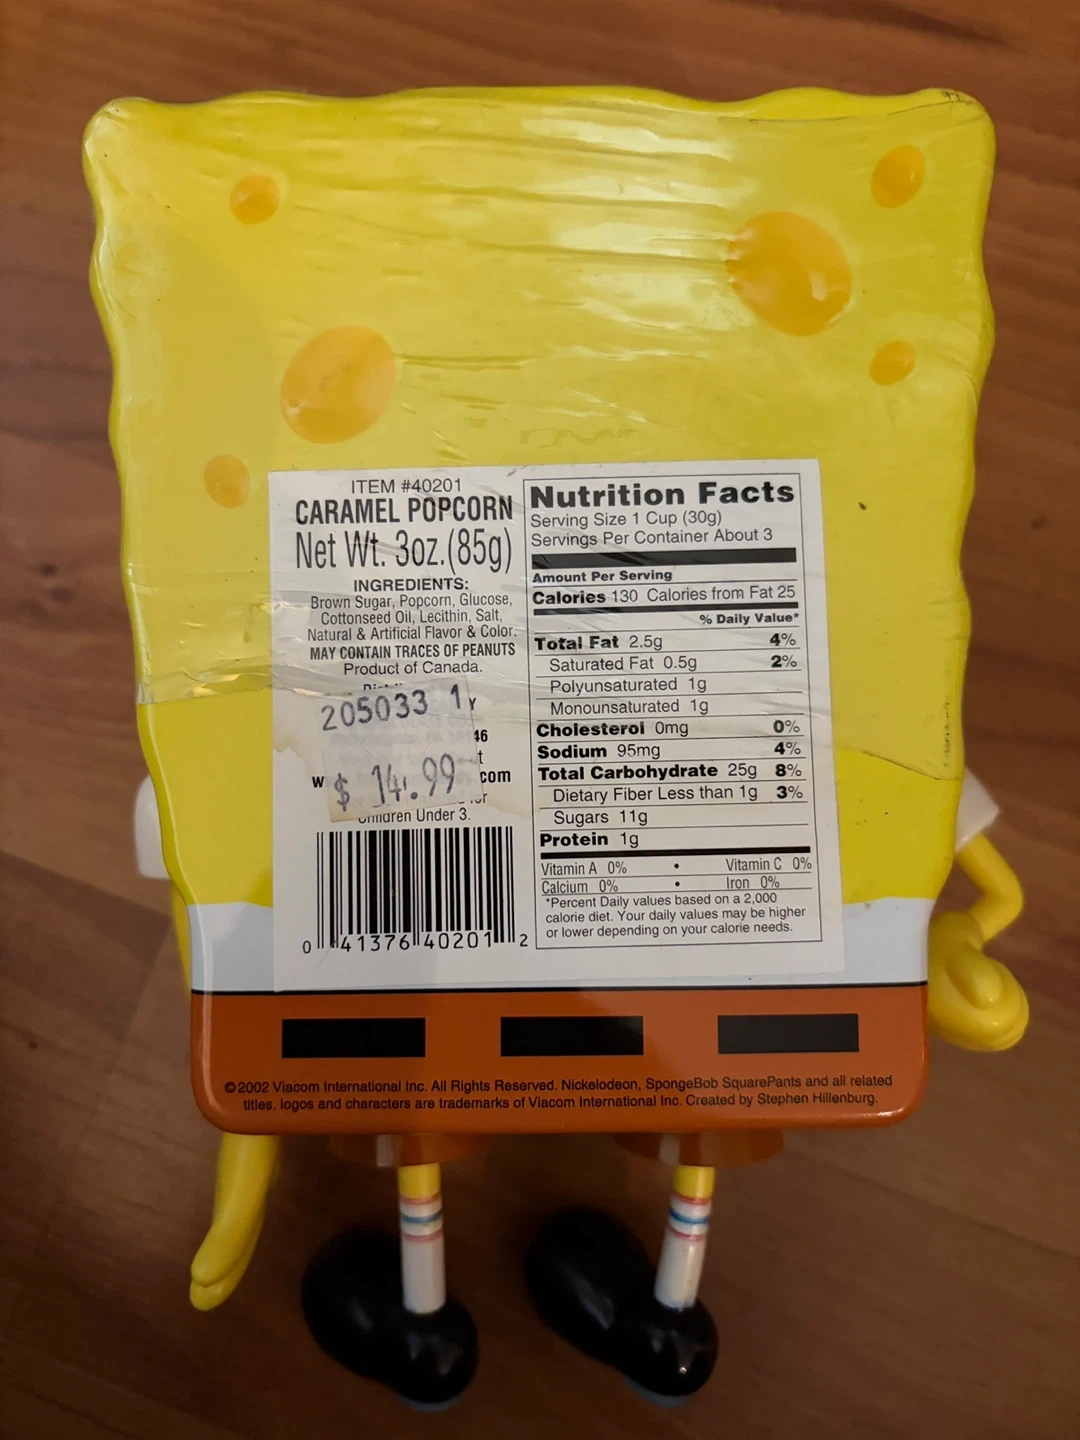 ITEM #40201
CARAMEL POPCORN
Net Wt. 3oz.(85g)
INGREDIENTS:
Brown Sugar, Popcorn, Glucose,
Cottonseed Oil, Lecithin, Salt,
Natural & Artificial Flavor & Color.
MAY CONTAIN TRACES OF PEANUTS
Product of Canada.
205033 1
Y
46
t
W
$ 14.99
com
Children Under 3.
0 41376 40201 2
Nutrition Facts
Serving Size 1 Cup (30g)
Servings Per Container About 3
Amount Per Serving
Calories 130 Calories from Fat 25
% Daily Value*
Total Fat 2.5g 4%
Saturated Fat 0.5g 2%
Polyunsaturated 1g
Monounsaturated 1g
Cholesterol 0mg 0%
Sodium 95mg 4%
Total Carbohydrate 25g 8%
Dietary Fiber Less than 1g 3%
Sugars 11g
Protein 1g
Vitamin A 0% • Vitamin C 0%
Calcium 0% • Iron 0%
*Percent Daily values based on a 2,000
calorie diet. Your daily values may be higher
or lower depending on your calorie needs.
©2002 Viacom International Inc. All Rights Reserved. Nickelodeon, SpongeBob SquarePants and all related
titles, logos and characters are trademarks of Viacom International Inc. Created by Stephen Hillenburg.